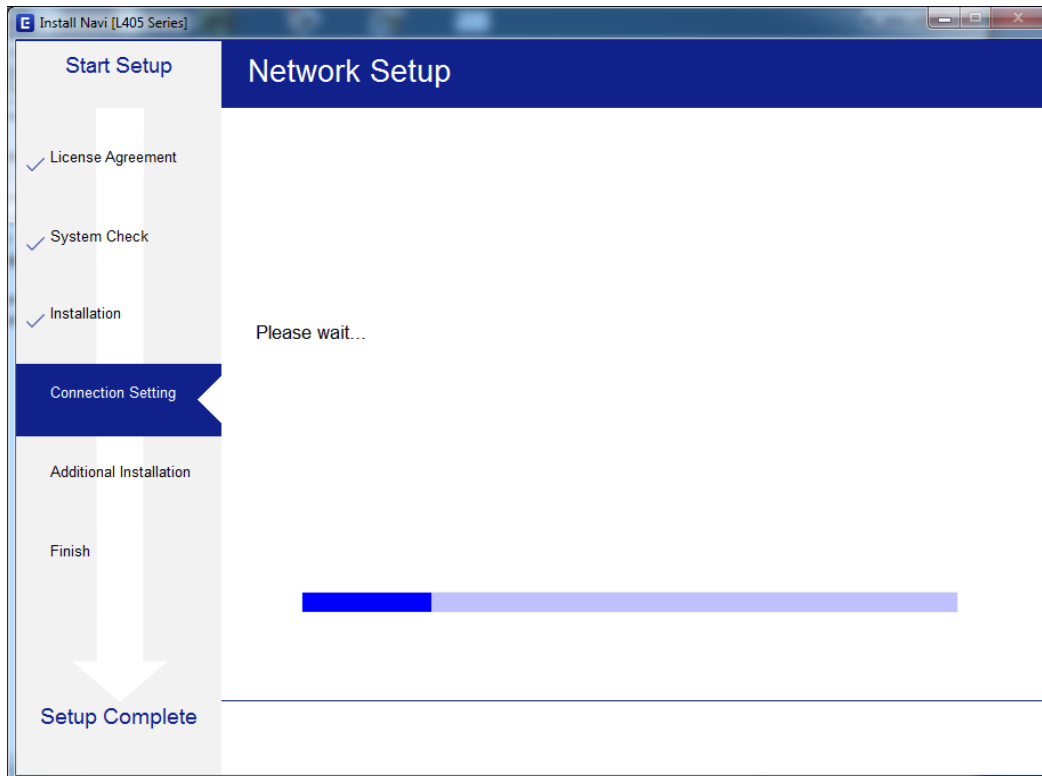 Install Navi [L405 Series]
Start Setup
Network Setup
License Agreement
System Check
Installation
Please wait...
Connection Setting
Additional Installation
Finish
Setup Complete